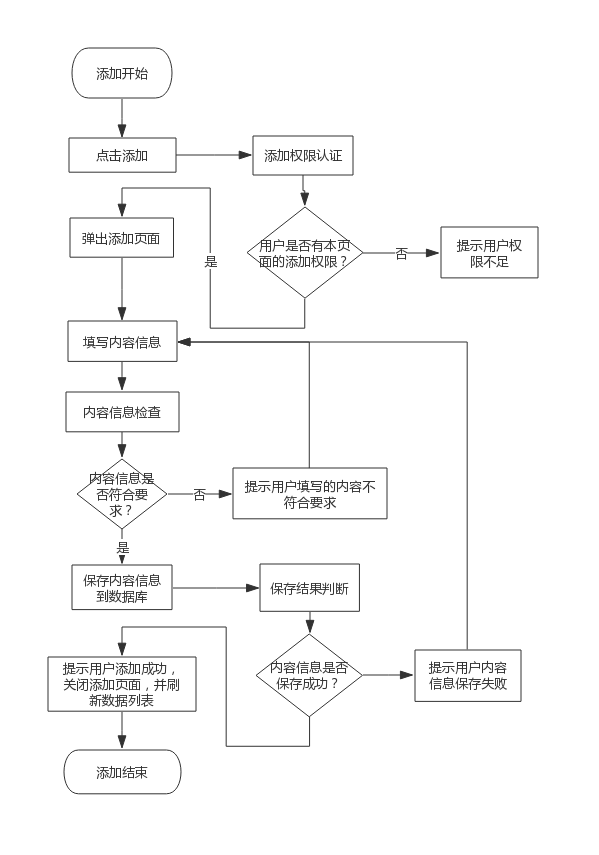 添加开始
点击添加
添加权限认证
用户是否有本页
面的添加权限？
否
提示用户权
限不足
是
弹出添加页面
填写内容信息
内容信息检查
内容信息是
否符合要
求？
否
提示用户填写的内容不
符合要求
是
保存内容信息
到数据库
保存结果判断
内容信息是否
保存成功？
提示用户内容
信息保存失败
提示用户添加成功，
关闭添加页面，并刷
新数据列表
添加结束